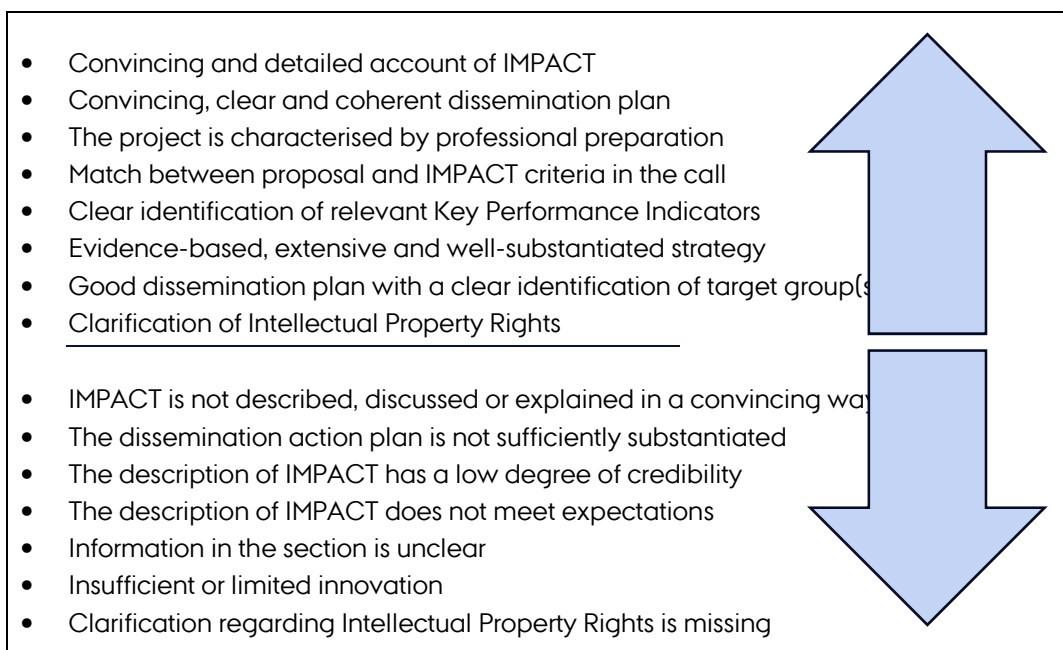 • Convincing and detailed account of IMPACT
• Convincing, clear and coherent dissemination plan
• The project is characterised by professional preparation
• Match between proposal and IMPACT criteria in the call
• Clear identification of relevant Key Performance Indicators
• Evidence-based, extensive and well-substantiated strategy
• Good dissemination plan with a clear identification of target group(s
• Clarification of Intellectual Property Rights
• IMPACT is not described, discussed or explained in a convincing way
• The dissemination action plan is not sufficiently substantiated
• The description of IMPACT has a low degree of credibility
• The description of IMPACT does not meet expectations
• Information in the section is unclear
• Insufficient or limited innovation
• Clarification regarding Intellectual Property Rights is missing